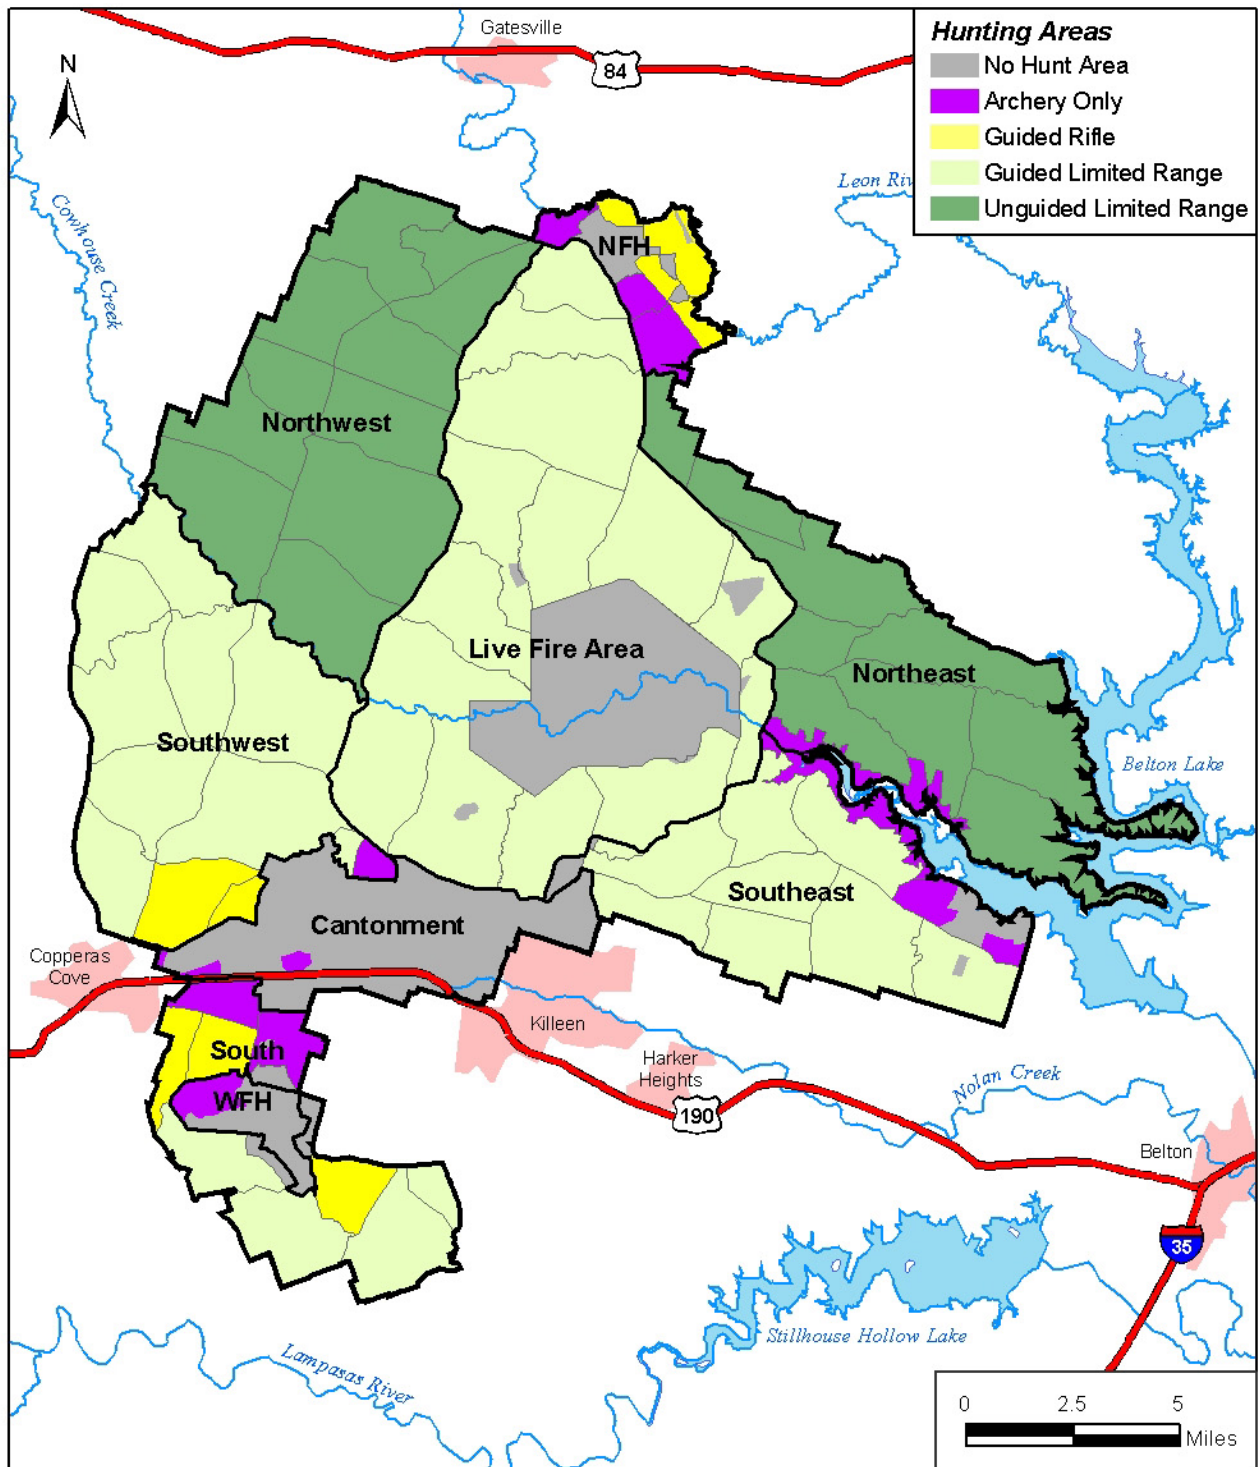 Gatesville
84
N
Hunting Areas
No Hunt Area
Archery Only
Guided Rifle
Guided Limited Range
Unguided Limited Range
Leon Riv
Cowhouse Creek
NFH
Northwest
Live Fire Area
Northeast
Southwest
Belton Lake
Southeast
Cantonment
Copperas
Cove
Killeen
South
Harker
Heights
WFH
190
Nolan Creek
Belton
35
Stillhouse Hollow Lake
Lampasas River
0 2.5 5
Miles